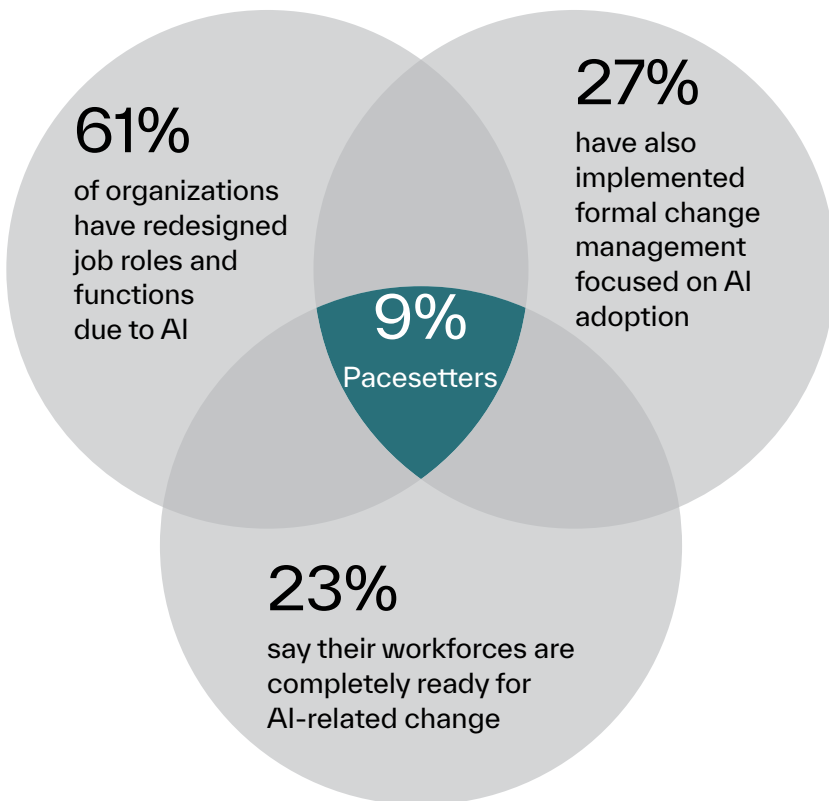 61%
of organizations
have redesigned
job roles and
functions
due to AI
27%
have also
implemented
formal change
management
focused on AI
adoption
9%
Pacesetters
23%
say their workforces are
completely ready for
AI-related change